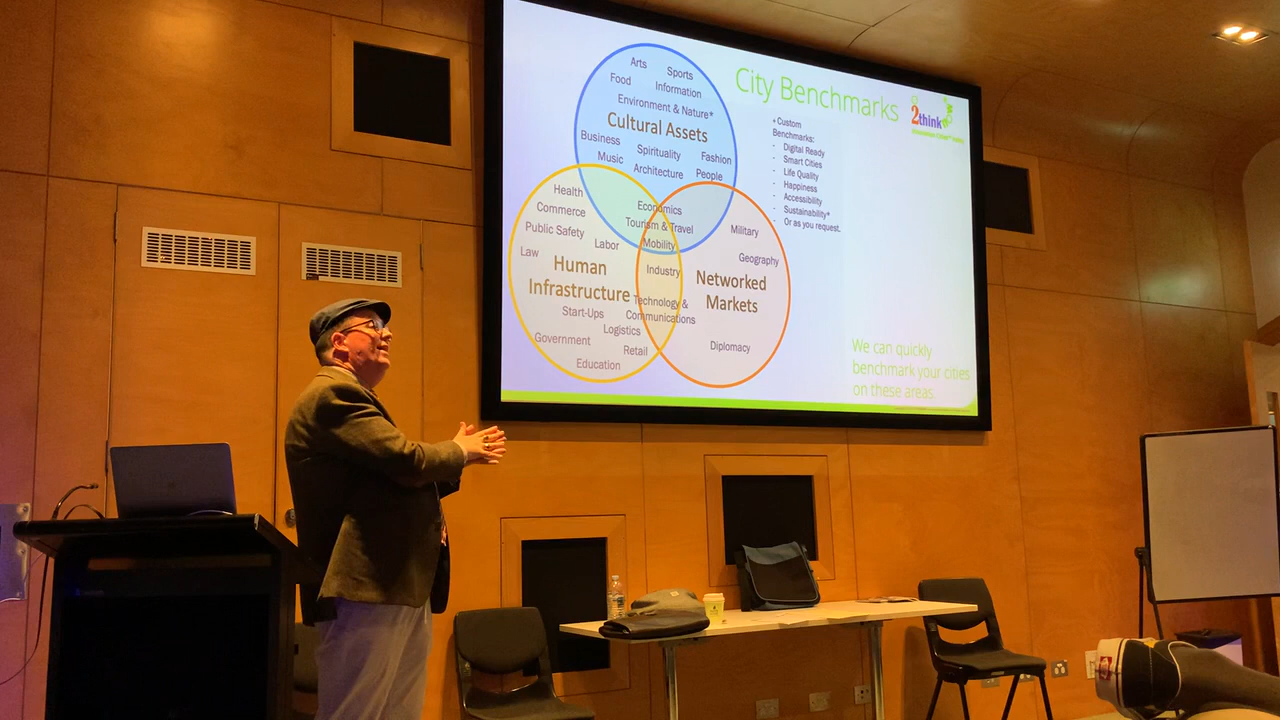 City Benchmarks
2think
Arts
Sports
Food
Information
Environment & Nature*
Cultural Assets
Business
Spirituality
Fashion
Music
Architecture
People
Health
Economics
Commerce
Tourism & Travel
Public Safety
Labor
Mobility
Military
Law
Geography
Human
Infrastructure
Industry
Networked
Markets
Technology &
Communications
Start-Ups
Logistics
Government
Retail
Diplomacy
Education
+ Custom
Benchmarks:
- Digital Ready
- Smart Cities
- Life Quality
- Happiness
- Accessibility
- Sustainability*
- Or as you request.
We can quickly
benchmark your cities
on these areas.